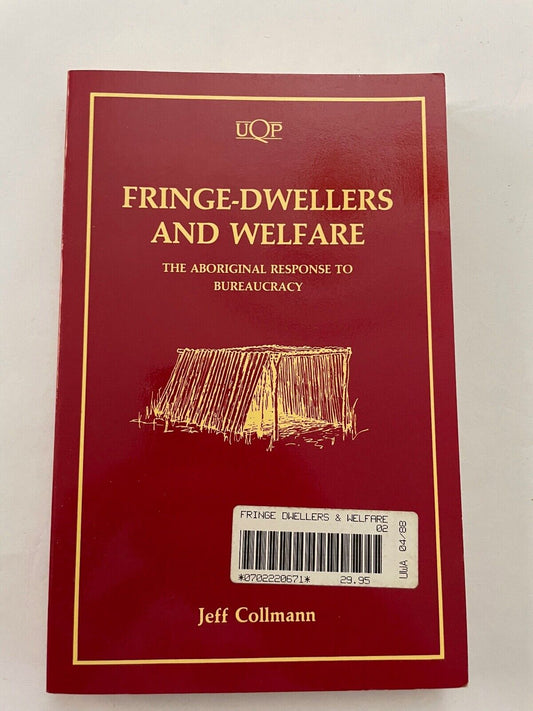 UQP
FRINGE-DWELLERS
AND WELFARE
THE ABORIGINAL RESPONSE TO
BUREAUCRACY
FRINGE DWELLERS & WELFARE
02
*0702220671* 29.95
UWA 04/88
Jeff Collmann